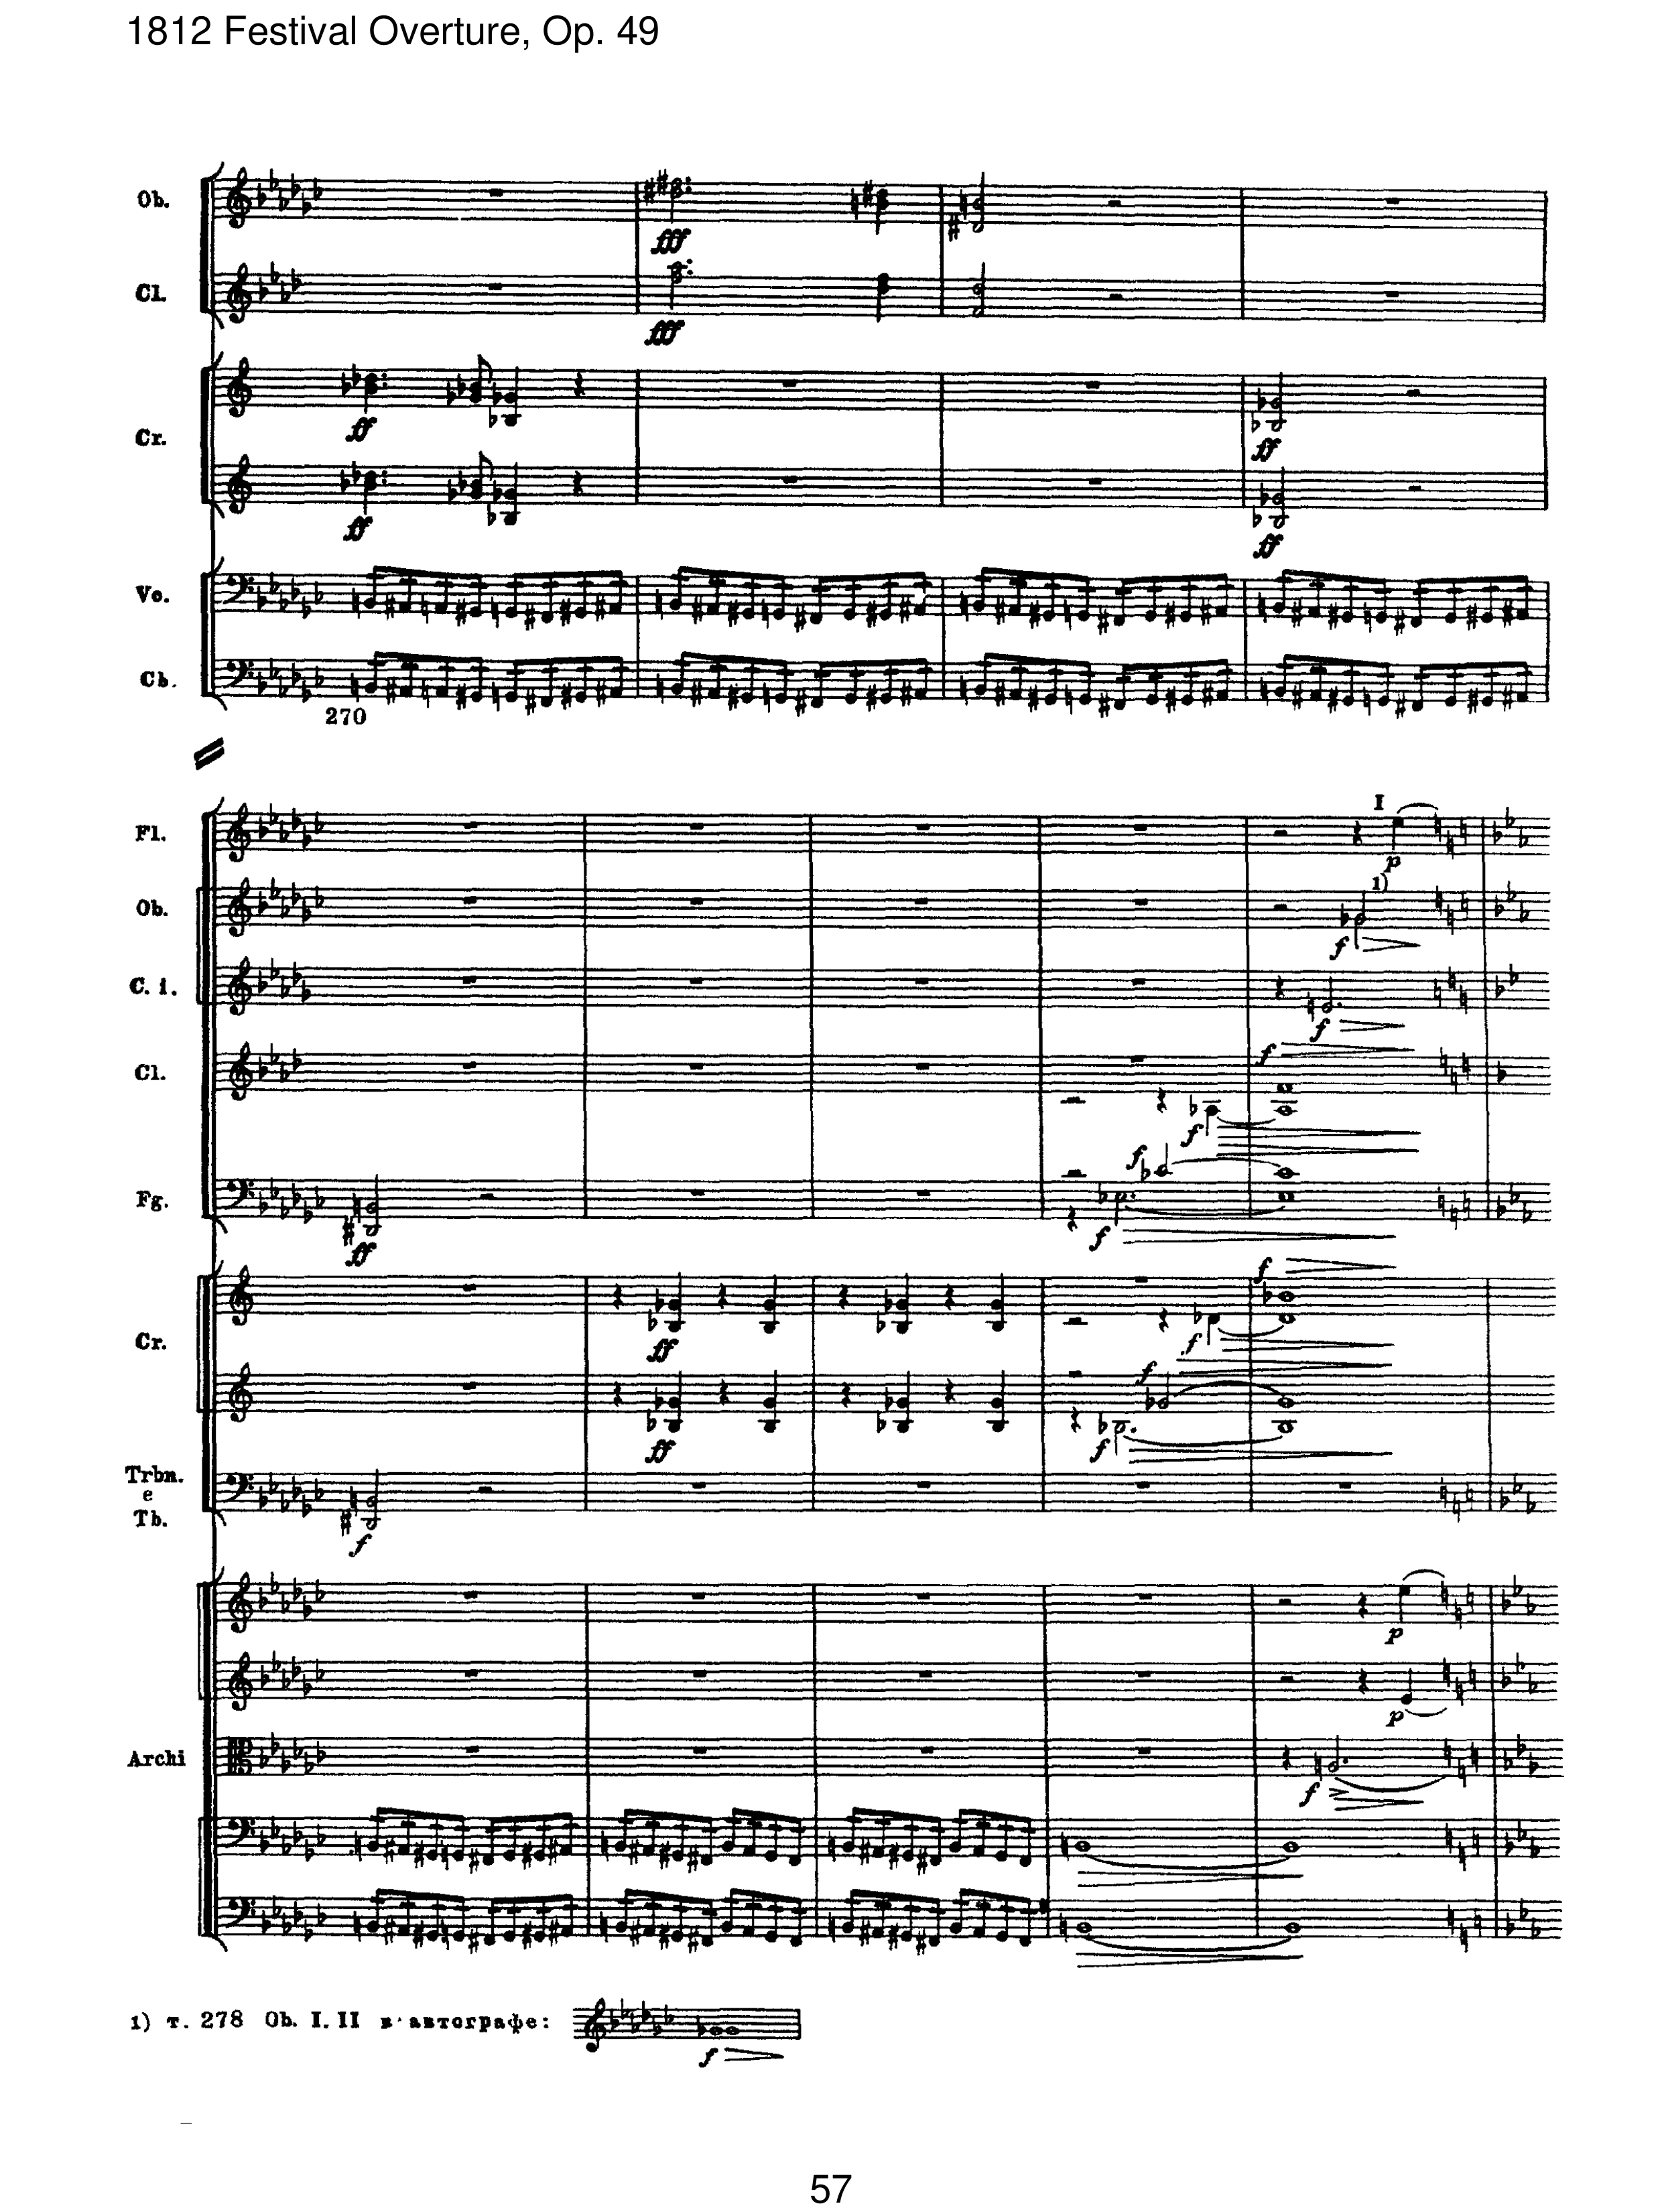 1812 Festival Overture, Op. 49
Ob.
fff
Cl.
fff
Cr.
ff
ff
ff
ff
Vc.
Cb.
270
Fl.
I
p
Ob.
1)
f
C. i.
f
Cl.
f
f
Fg.
ff
f
f
Cr.
ff
f
f
ff
f
f
Trbn.
e
Tb.
f
p
p
Archi
f
1) т. 278 Ob. I. II в автографе:
f
57